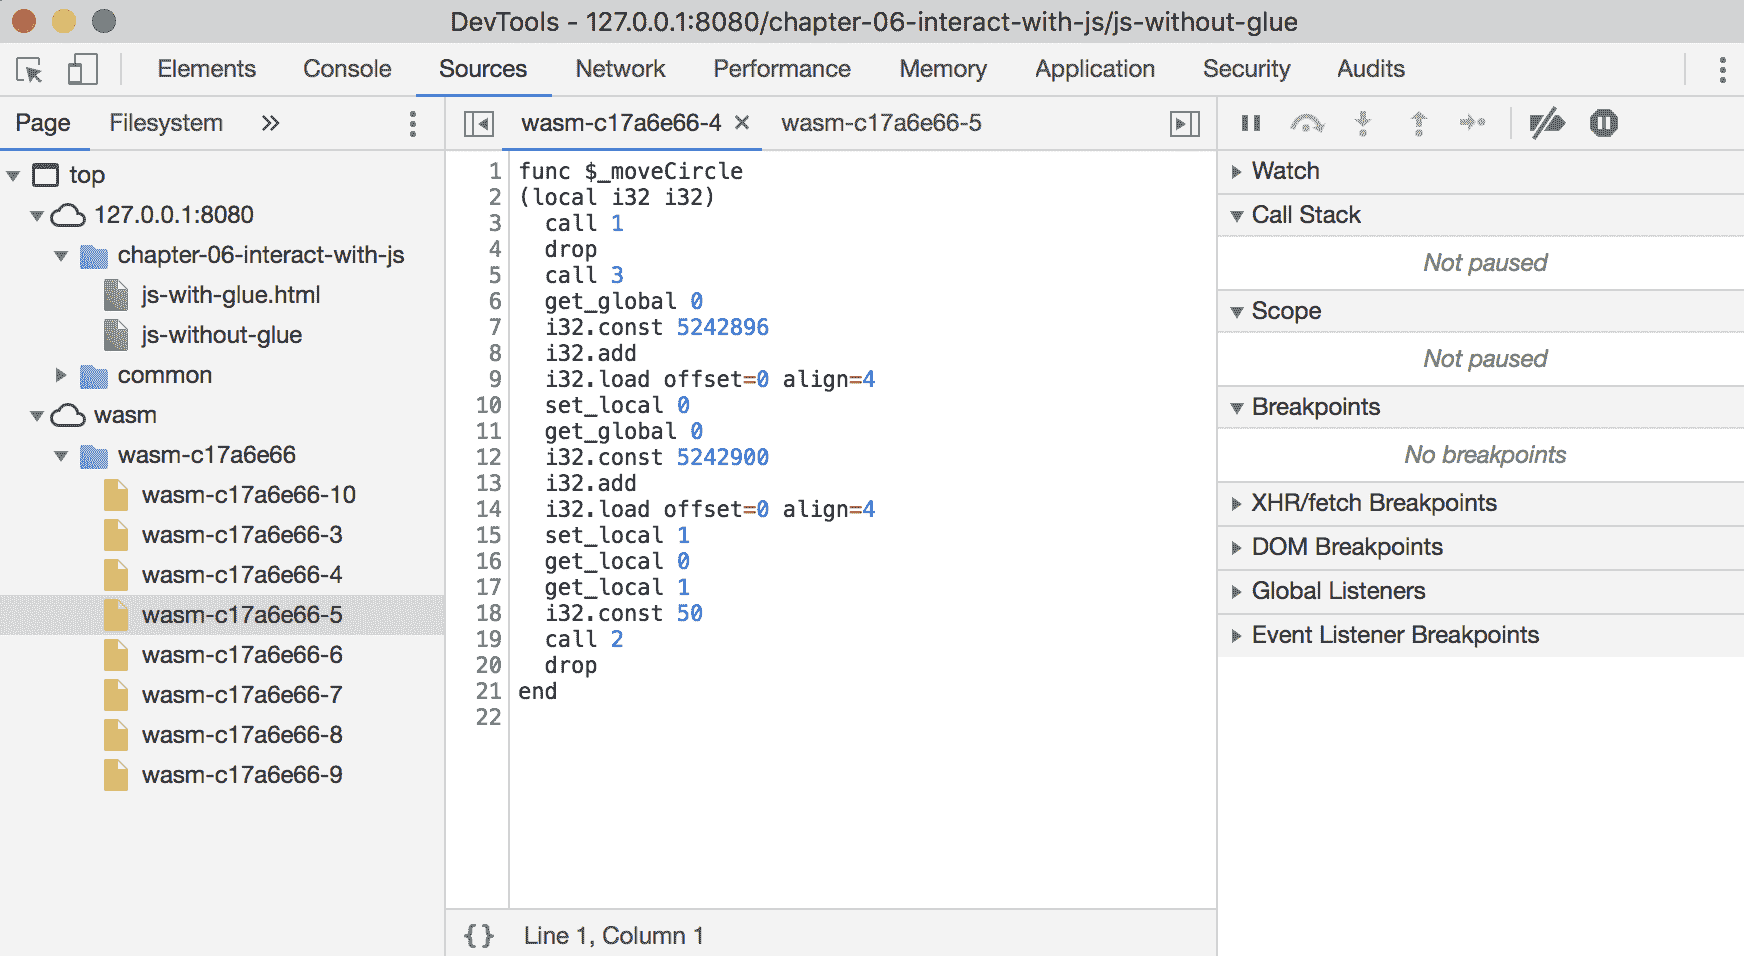 DevTools - 127.0.0.1:8080/chapter-06-interact-with-js/js-without-glue
Elements Console Sources Network Performance Memory Application Security Audits
Page Filesystem »
top
127.0.0.1:8080
chapter-06-interact-with-js
js-with-glue.html
js-without-glue
common
wasm
wasm-c17a6e66
wasm-c17a6e66-10
wasm-c17a6e66-3
wasm-c17a6e66-4
wasm-c17a6e66-5
wasm-c17a6e66-6
wasm-c17a6e66-7
wasm-c17a6e66-8
wasm-c17a6e66-9
wasm-c17a6e66-4 × wasm-c17a6e66-5
1 func $_moveCircle
2 (local i32 i32)
3 call 1
4 drop
5 call 3
6 get_global 0
7 i32.const 5242896
8 i32.add
9 i32.load offset=0 align=4
10 set_local 0
11 get_global 0
12 i32.const 5242900
13 i32.add
14 i32.load offset=0 align=4
15 set_local 1
16 get_local 0
17 get_local 1
18 i32.const 50
19 call 2
20 drop
21 end
22
{} Line 1, Column 1
Watch
Call Stack
Not paused
Scope
Not paused
Breakpoints
No breakpoints
XHR/fetch Breakpoints
DOM Breakpoints
Global Listeners
Event Listener Breakpoints